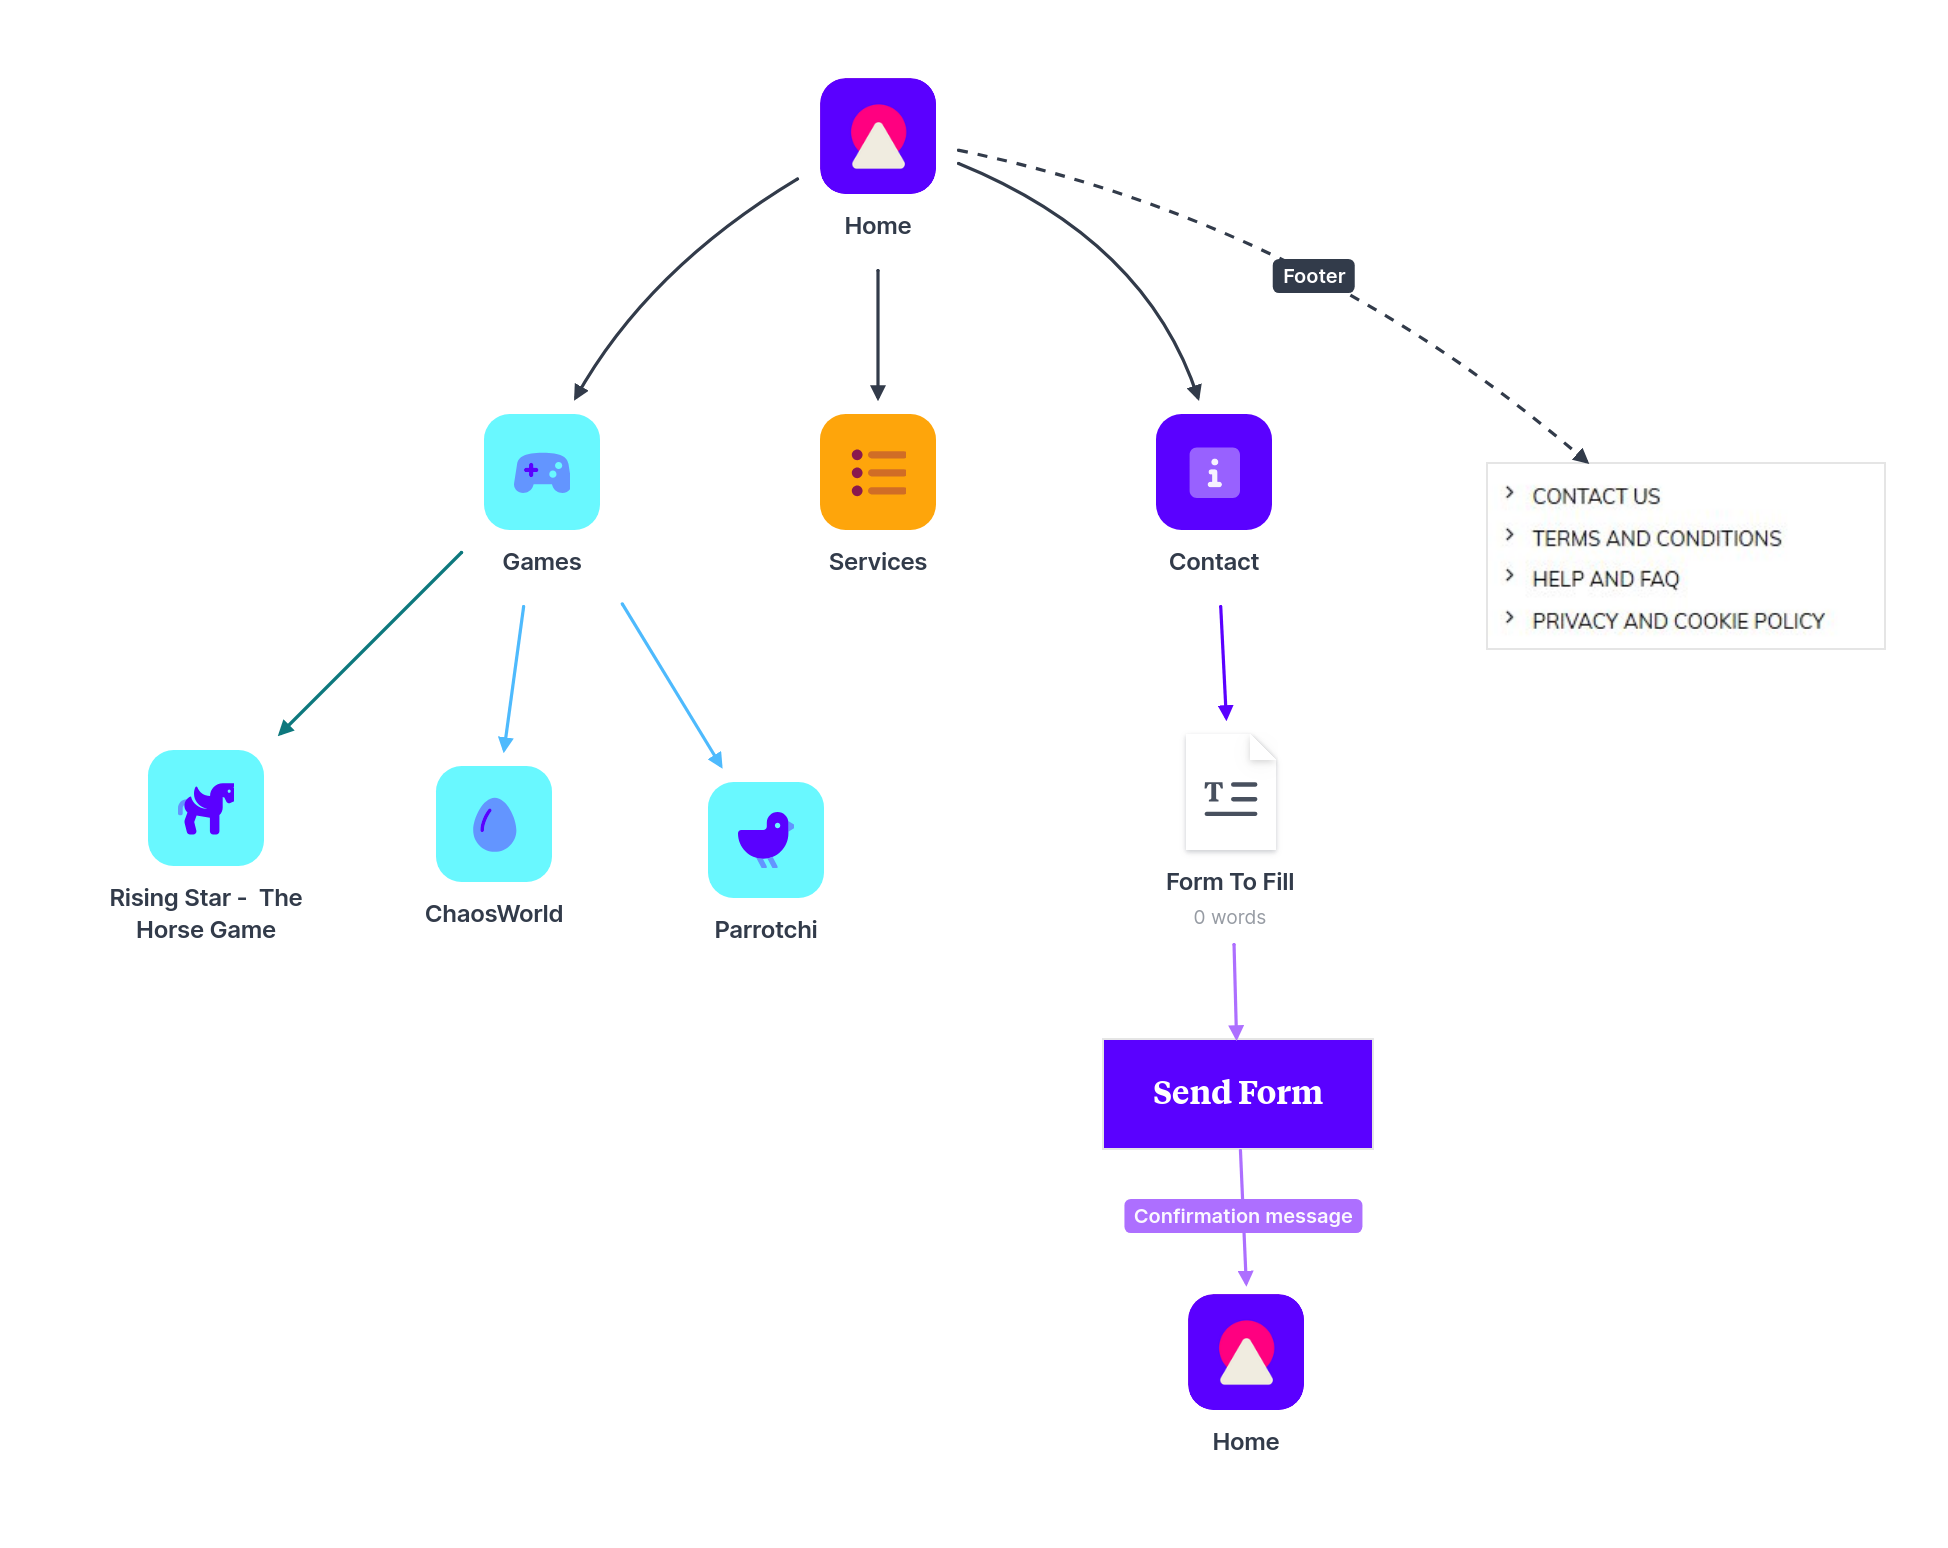 Home
Footer
Games
Services
Contact
CONTACT US
TERMS AND CONDITIONS
HELP AND FAQ
PRIVACY AND COOKIE POLICY
Rising Star -  The
Horse Game
ChaosWorld
Parrotchi
T
Form To Fill
0 words
Send Form
Confirmation message
Home